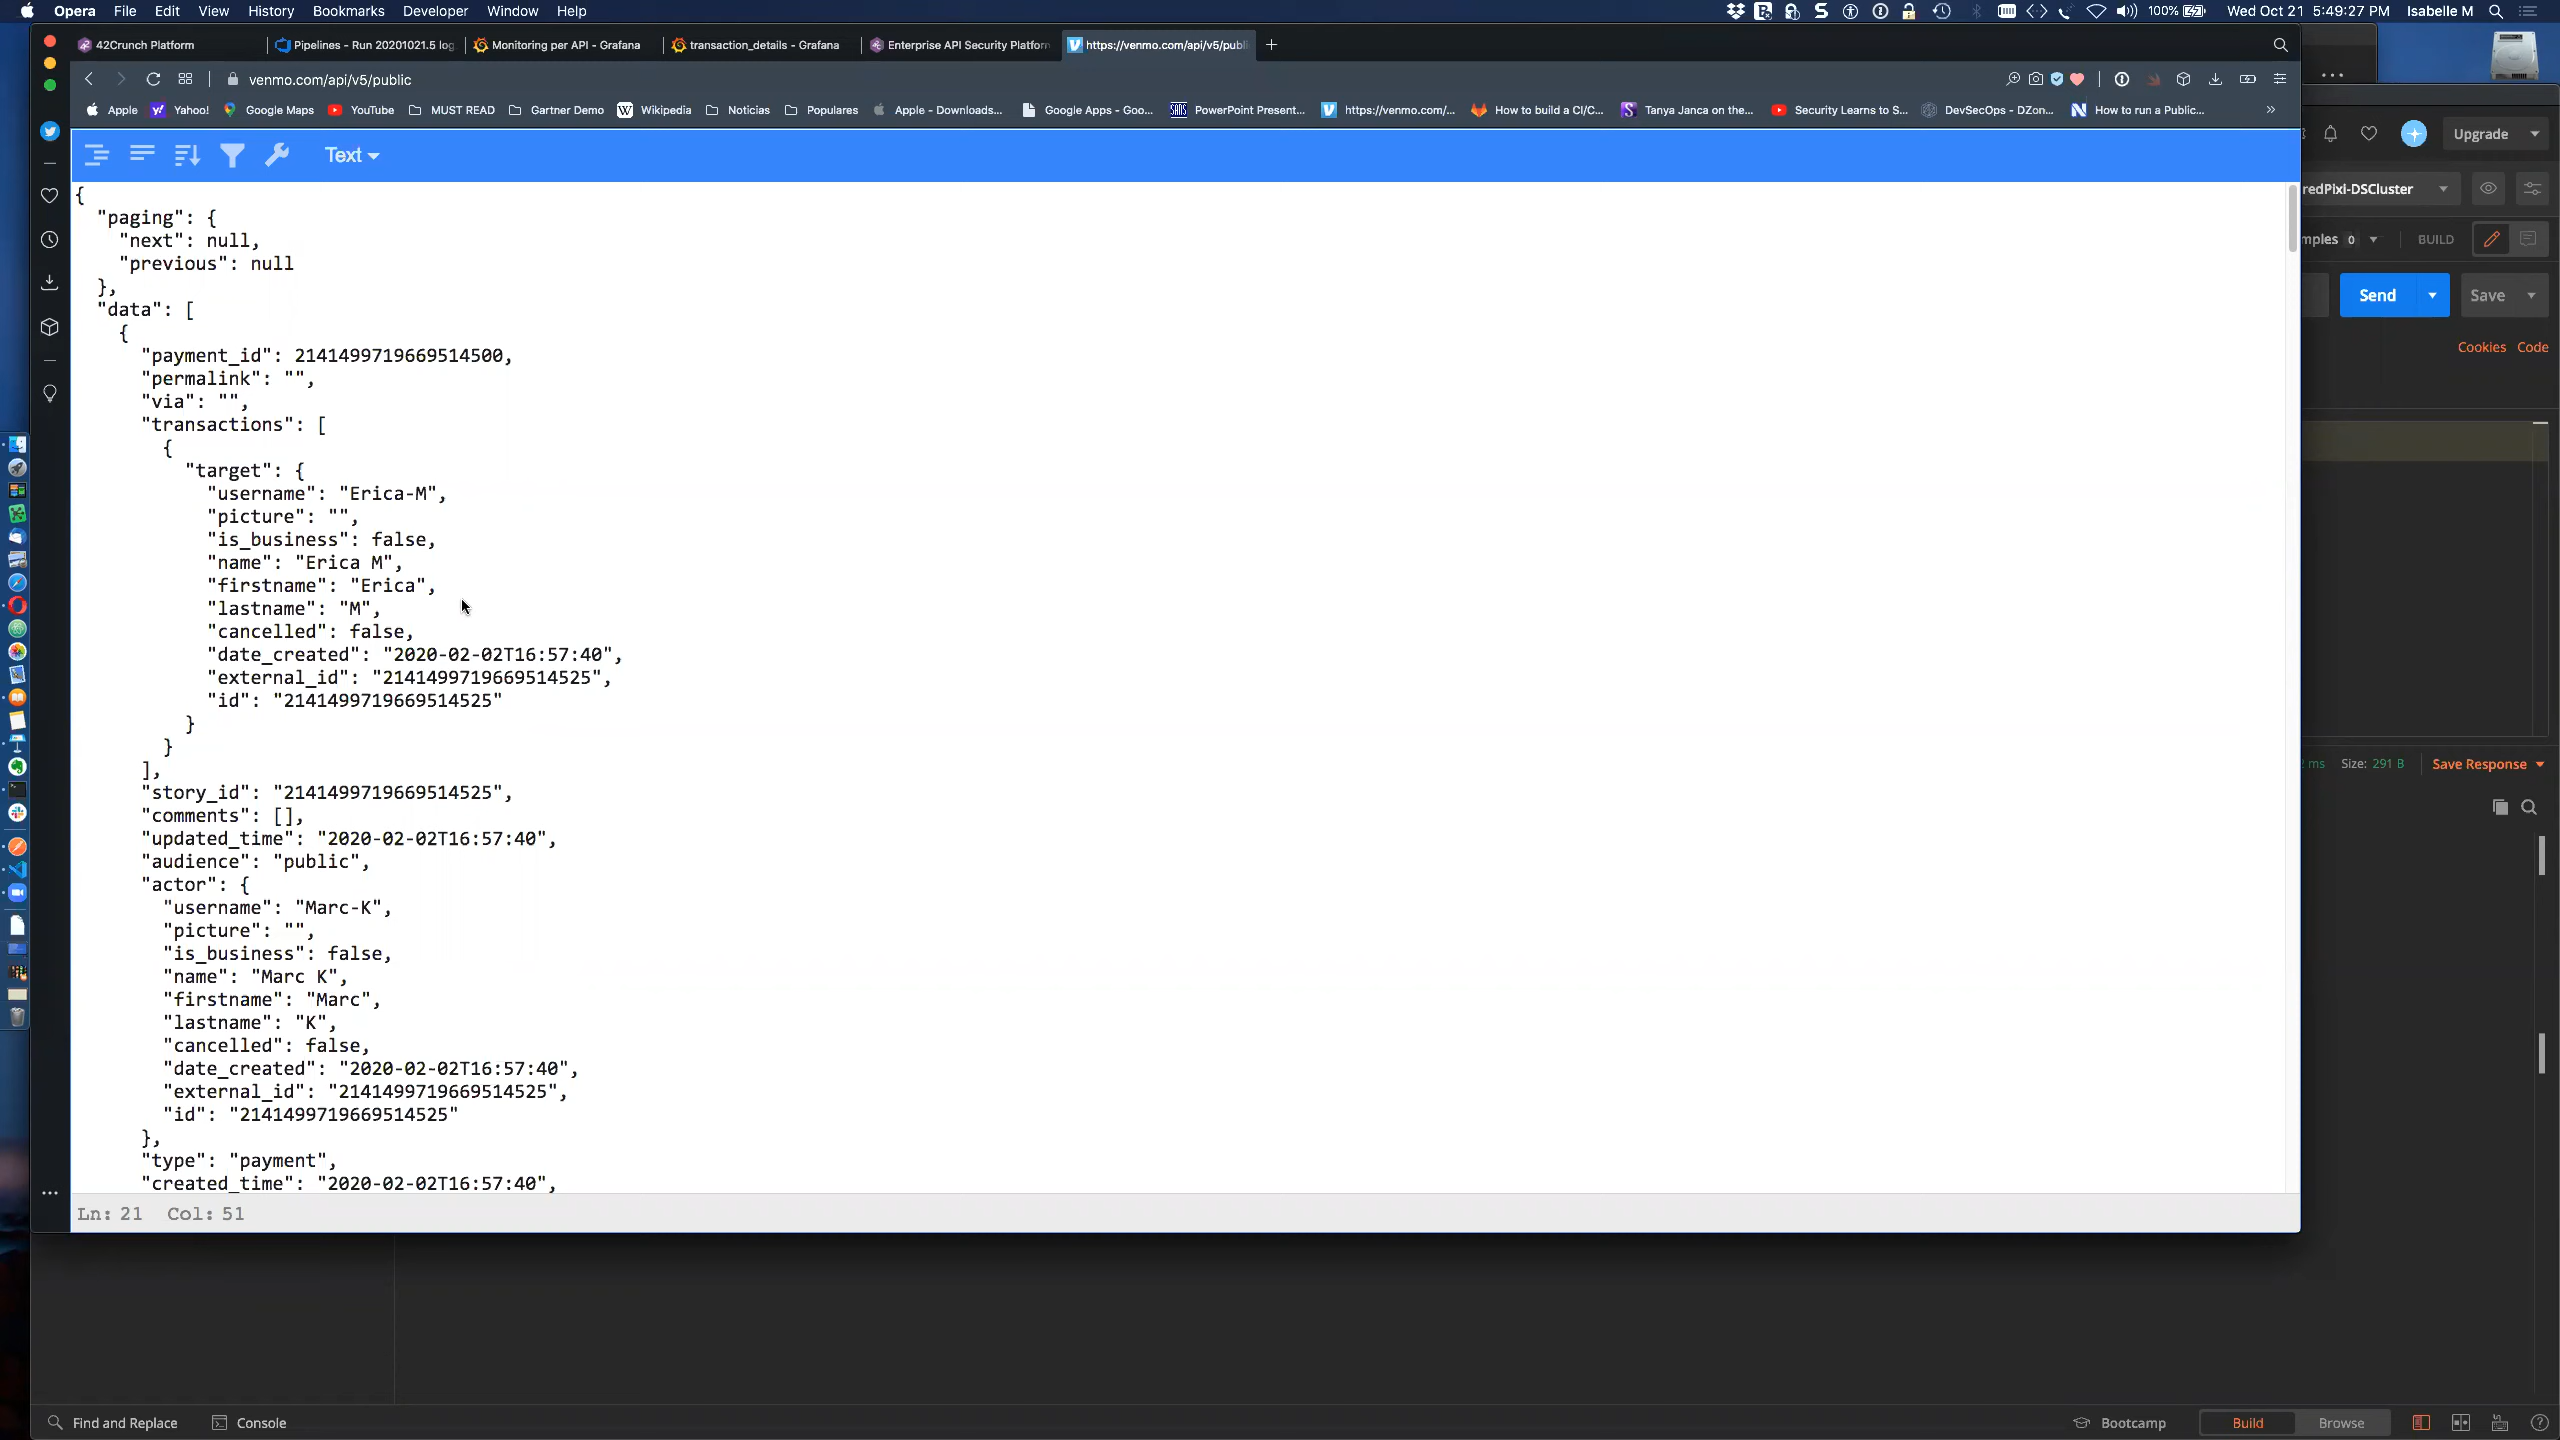 Opera File Edit View History Bookmarks Developer Window Help 100% Wed Oct 21 5:49:27 PM Isabelle M
42Crunch Platform Pipelines - Run 20201021.5 log Monitoring per API - Grafana transaction_details - Grafana Enterprise API Security Platform https://venmo.com/api/v5/publ
venmo.com/api/v5/public
Apple Yahoo! Google Maps YouTube MUST READ Gartner Demo Wikipedia Noticias Populares Apple - Downloads... Google Apps - Goo... PowerPoint Present... https://venmo.com/... How to build a CI/C... Tanya Janca on the... Security Learns to S... DevSecOps - DZon... How to run a Public... »
Upgrade
Text
redPixl-DSCluster
mples 0 BUILD
Send Save
Cookies Code
{
"paging": {
"next": null,
"previous": null
},
"data": [
{
"payment_id": 2141499719669514500,
"permalink": "",
"via": "",
"transactions": [
{
"target": {
"username": "Erica-M",
"picture": "",
"is_business": false,
"name": "Erica M",
"firstname": "Erica",
"lastname": "M",
"cancelled": false,
"date_created": "2020-02-02T16:57:40",
"external_id": "2141499719669514525",
"id": "2141499719669514525"
}
}
],
"story_id": "2141499719669514525",
"comments": [],
"updated_time": "2020-02-02T16:57:40",
"audience": "public",
"actor": {
"username": "Marc-K",
"picture": "",
"is_business": false,
"name": "Marc K",
"firstname": "Marc",
"lastname": "K",
"cancelled": false,
"date_created": "2020-02-02T16:57:40",
"external_id": "2141499719669514525",
"id": "2141499719669514525"
},
"type": "payment",
"created_time": "2020-02-02T16:57:40",
ms Size: 291 B Save Response
Ln: 21 Col: 51
Find and Replace Console Bootcamp Build Browse